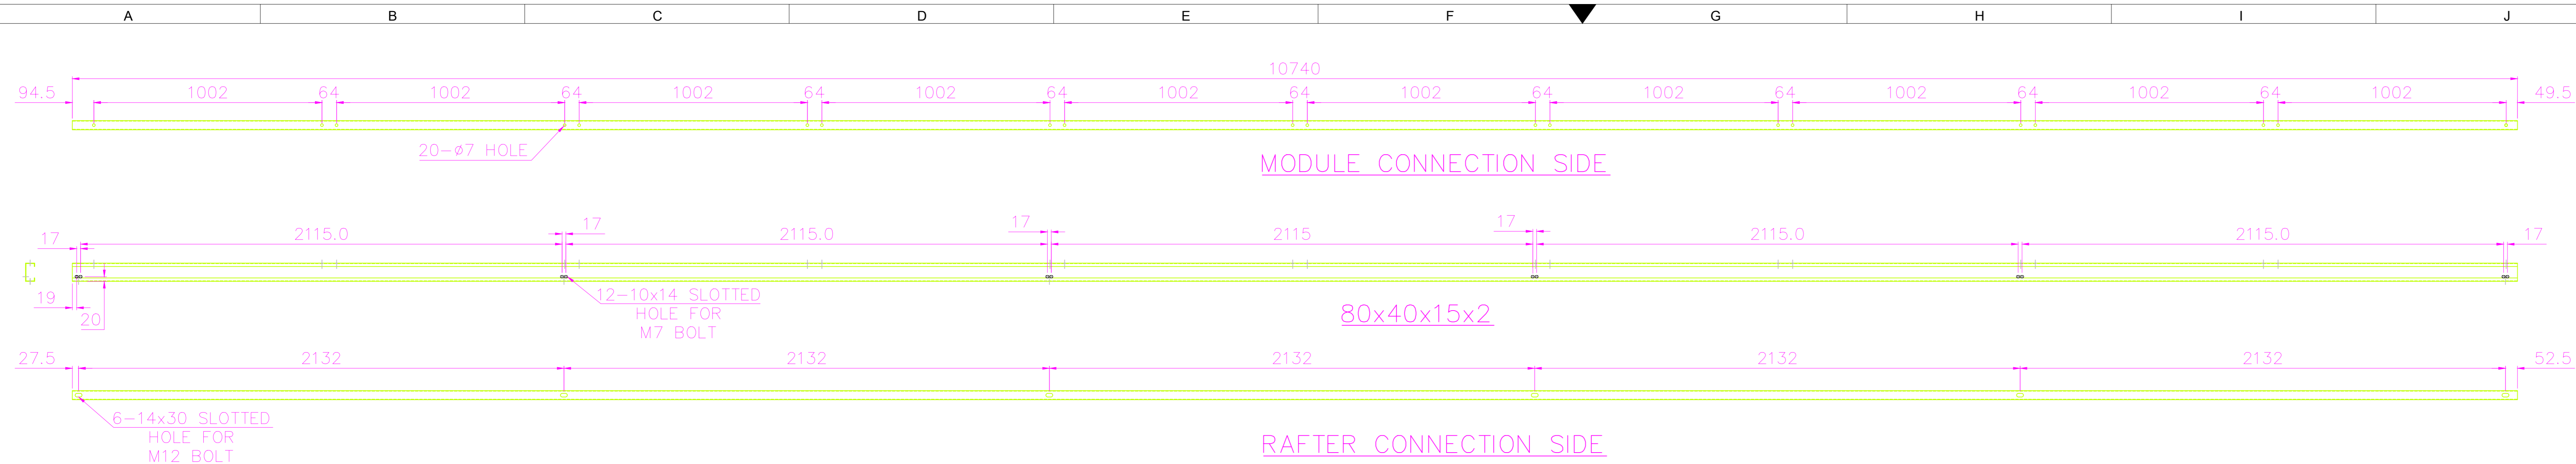 A B C D E F G H I J
10740
94.5 1002 64 1002 64 1002 64 1002 64 1002 64 1002 64 1002 64 1002 64 1002 64 1002 49.5
20-ø7 HOLE
MODULE CONNECTION SIDE
17 2115.0 17 2115.0 17 2115 17 2115.0 2115.0 17
19
20
12-10x14 SLOTTED
HOLE FOR
M7 BOLT
80x40x15x2
27.5 2132 2132 2132 2132 2132 52.5
6-14x30 SLOTTED
HOLE FOR
M12 BOLT
RAFTER CONNECTION SIDE